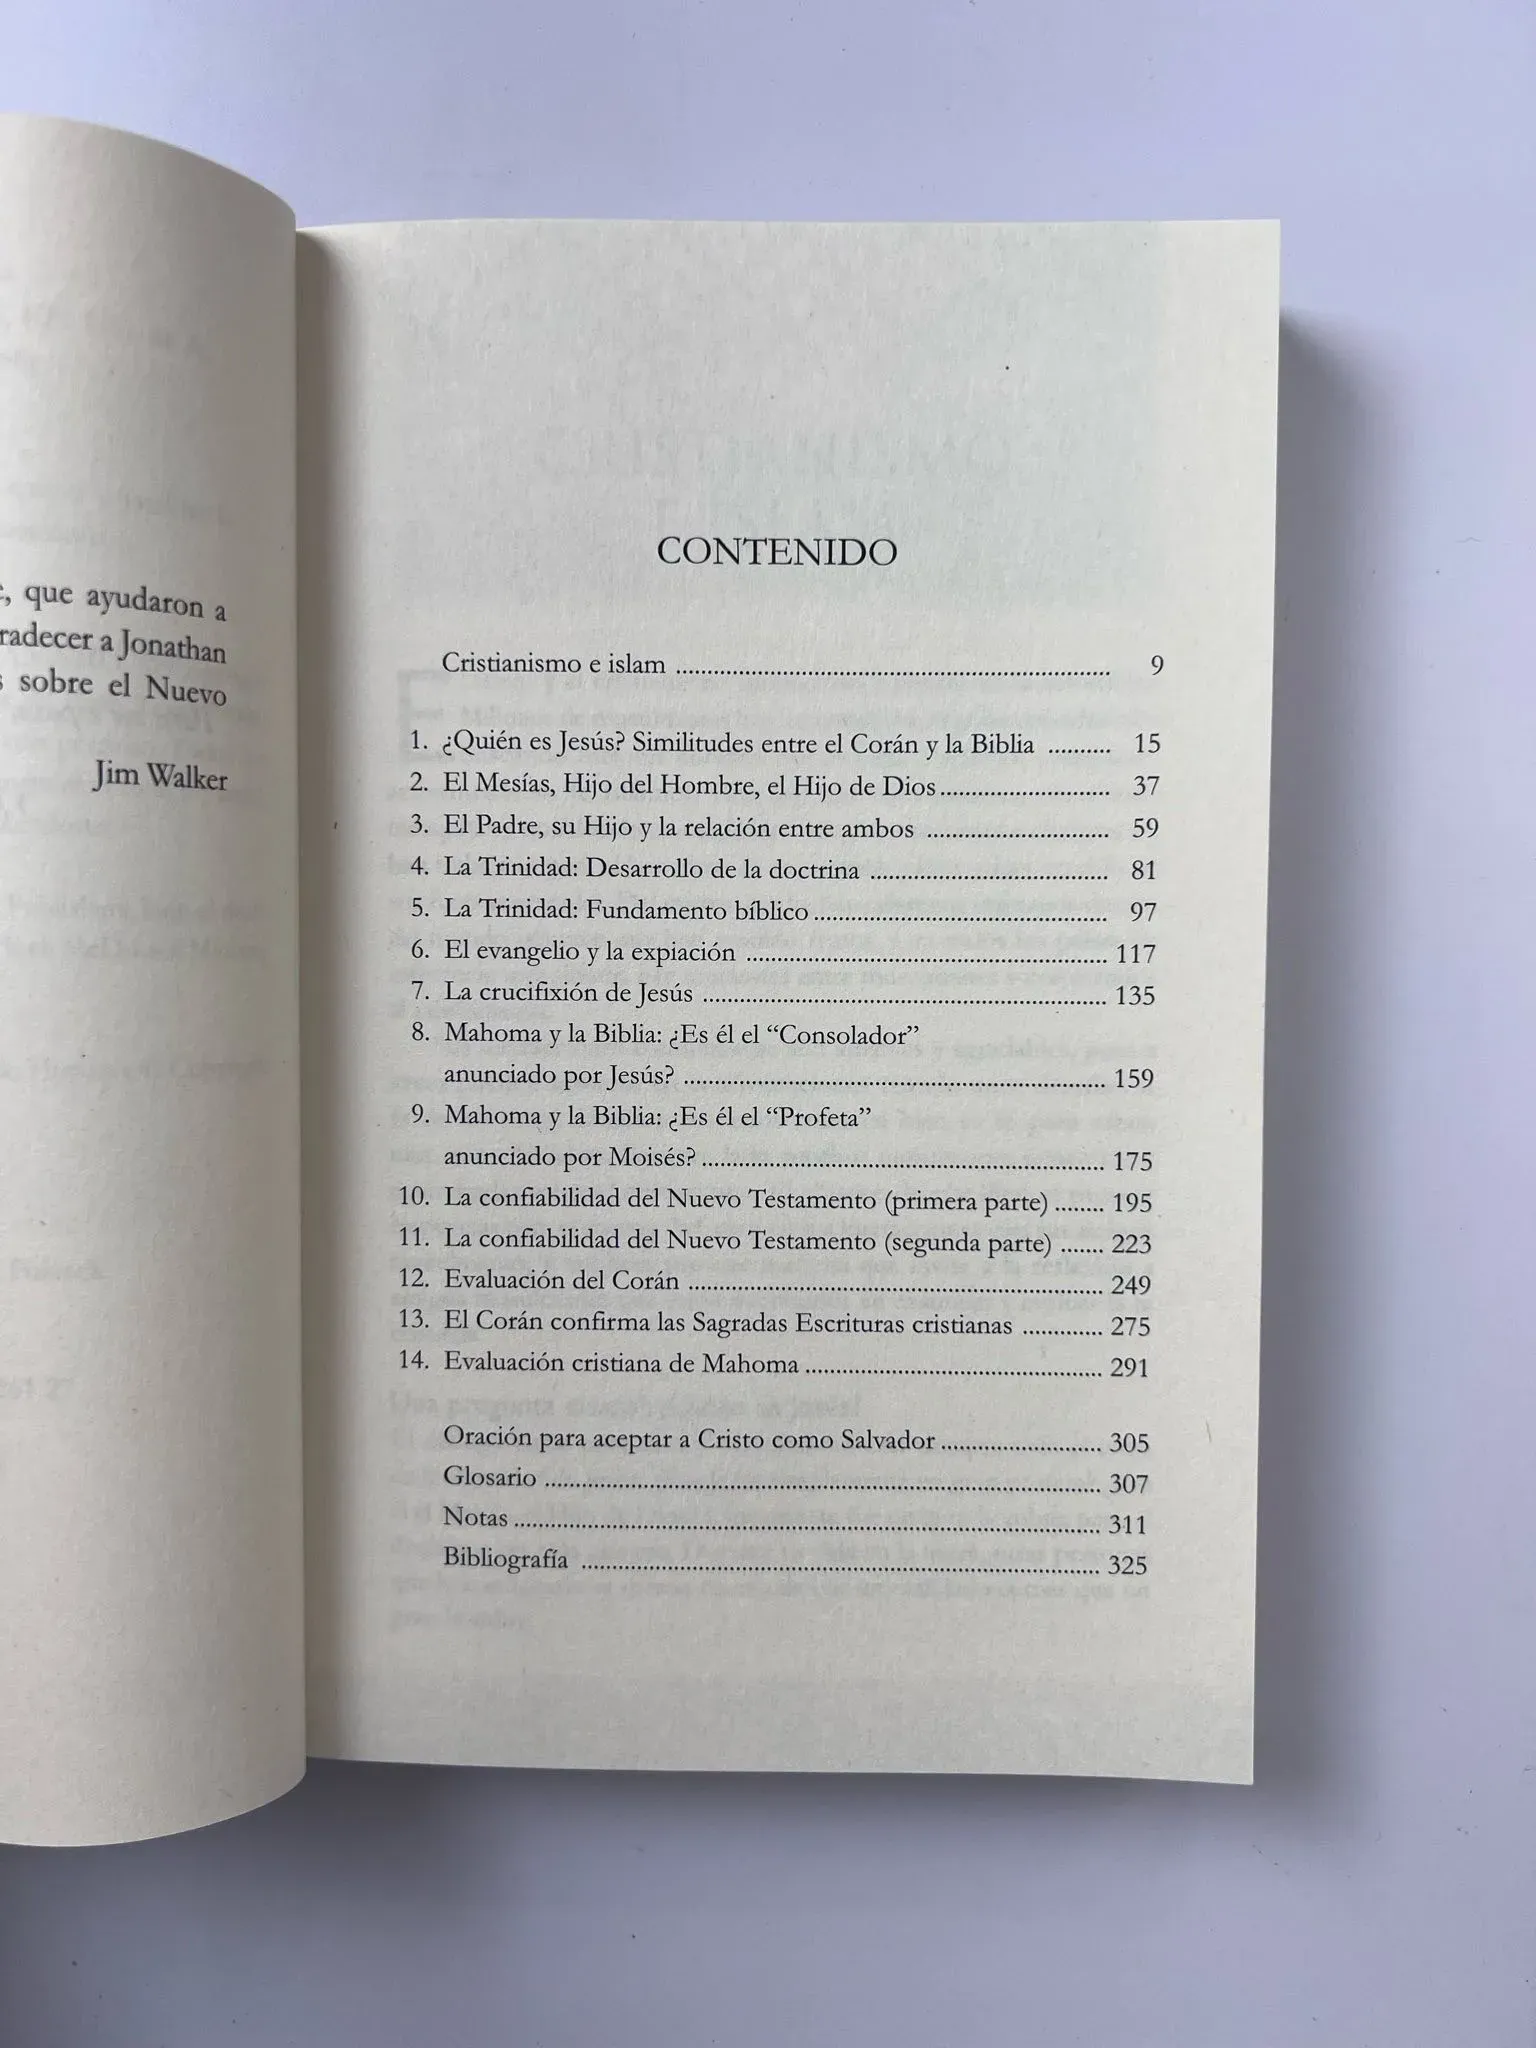 , que ayudaron a
radecer a Jonathan
s sobre el Nuevo
Jim Walker
CONTENIDO
Cristianismo e islam .......... 9
1. ¿Quién es Jesús? Similitudes entre el Corán y la Biblia .......... 15
2. El Mesías, Hijo del Hombre, el Hijo de Dios .......... 37
3. El Padre, su Hijo y la relación entre ambos .......... 59
4. La Trinidad: Desarrollo de la doctrina .......... 81
5. La Trinidad: Fundamento bíblico .......... 97
6. El evangelio y la expiación .......... 117
7. La crucifixión de Jesús .......... 135
8. Mahoma y la Biblia: ¿Es él el “Consolador”
anunciado por Jesús? .......... 159
9. Mahoma y la Biblia: ¿Es él el “Profeta”
anunciado por Moisés? .......... 175
10. La confiabilidad del Nuevo Testamento (primera parte) ........ 195
11. La confiabilidad del Nuevo Testamento (segunda parte) ....... 223
12. Evaluación del Corán .......... 249
13. El Corán confirma las Sagradas Escrituras cristianas ............. 275
14. Evaluación cristiana de Mahoma .......... 291
Oración para aceptar a Cristo como Salvador .......... 305
Glosario .......... 307
Notas .......... 311
Bibliografía .......... 325